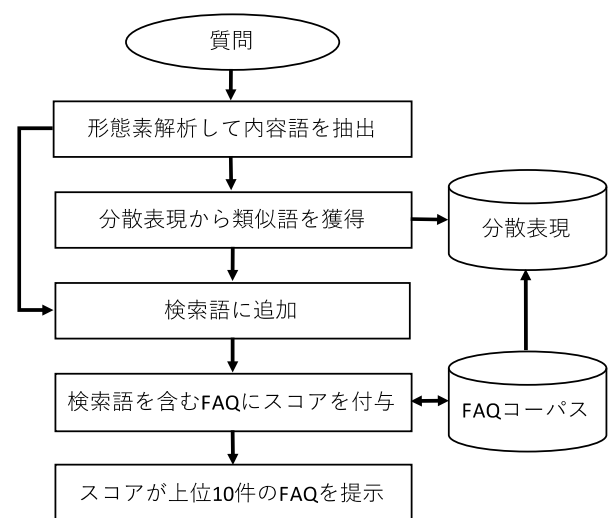 質問
形態素解析して内容語を抽出
分散表現から類似語を獲得
分散表現
検索語に追加
検索語を含むFAQにスコアを付与
FAQコーパス
スコアが上位10件のFAQを提示